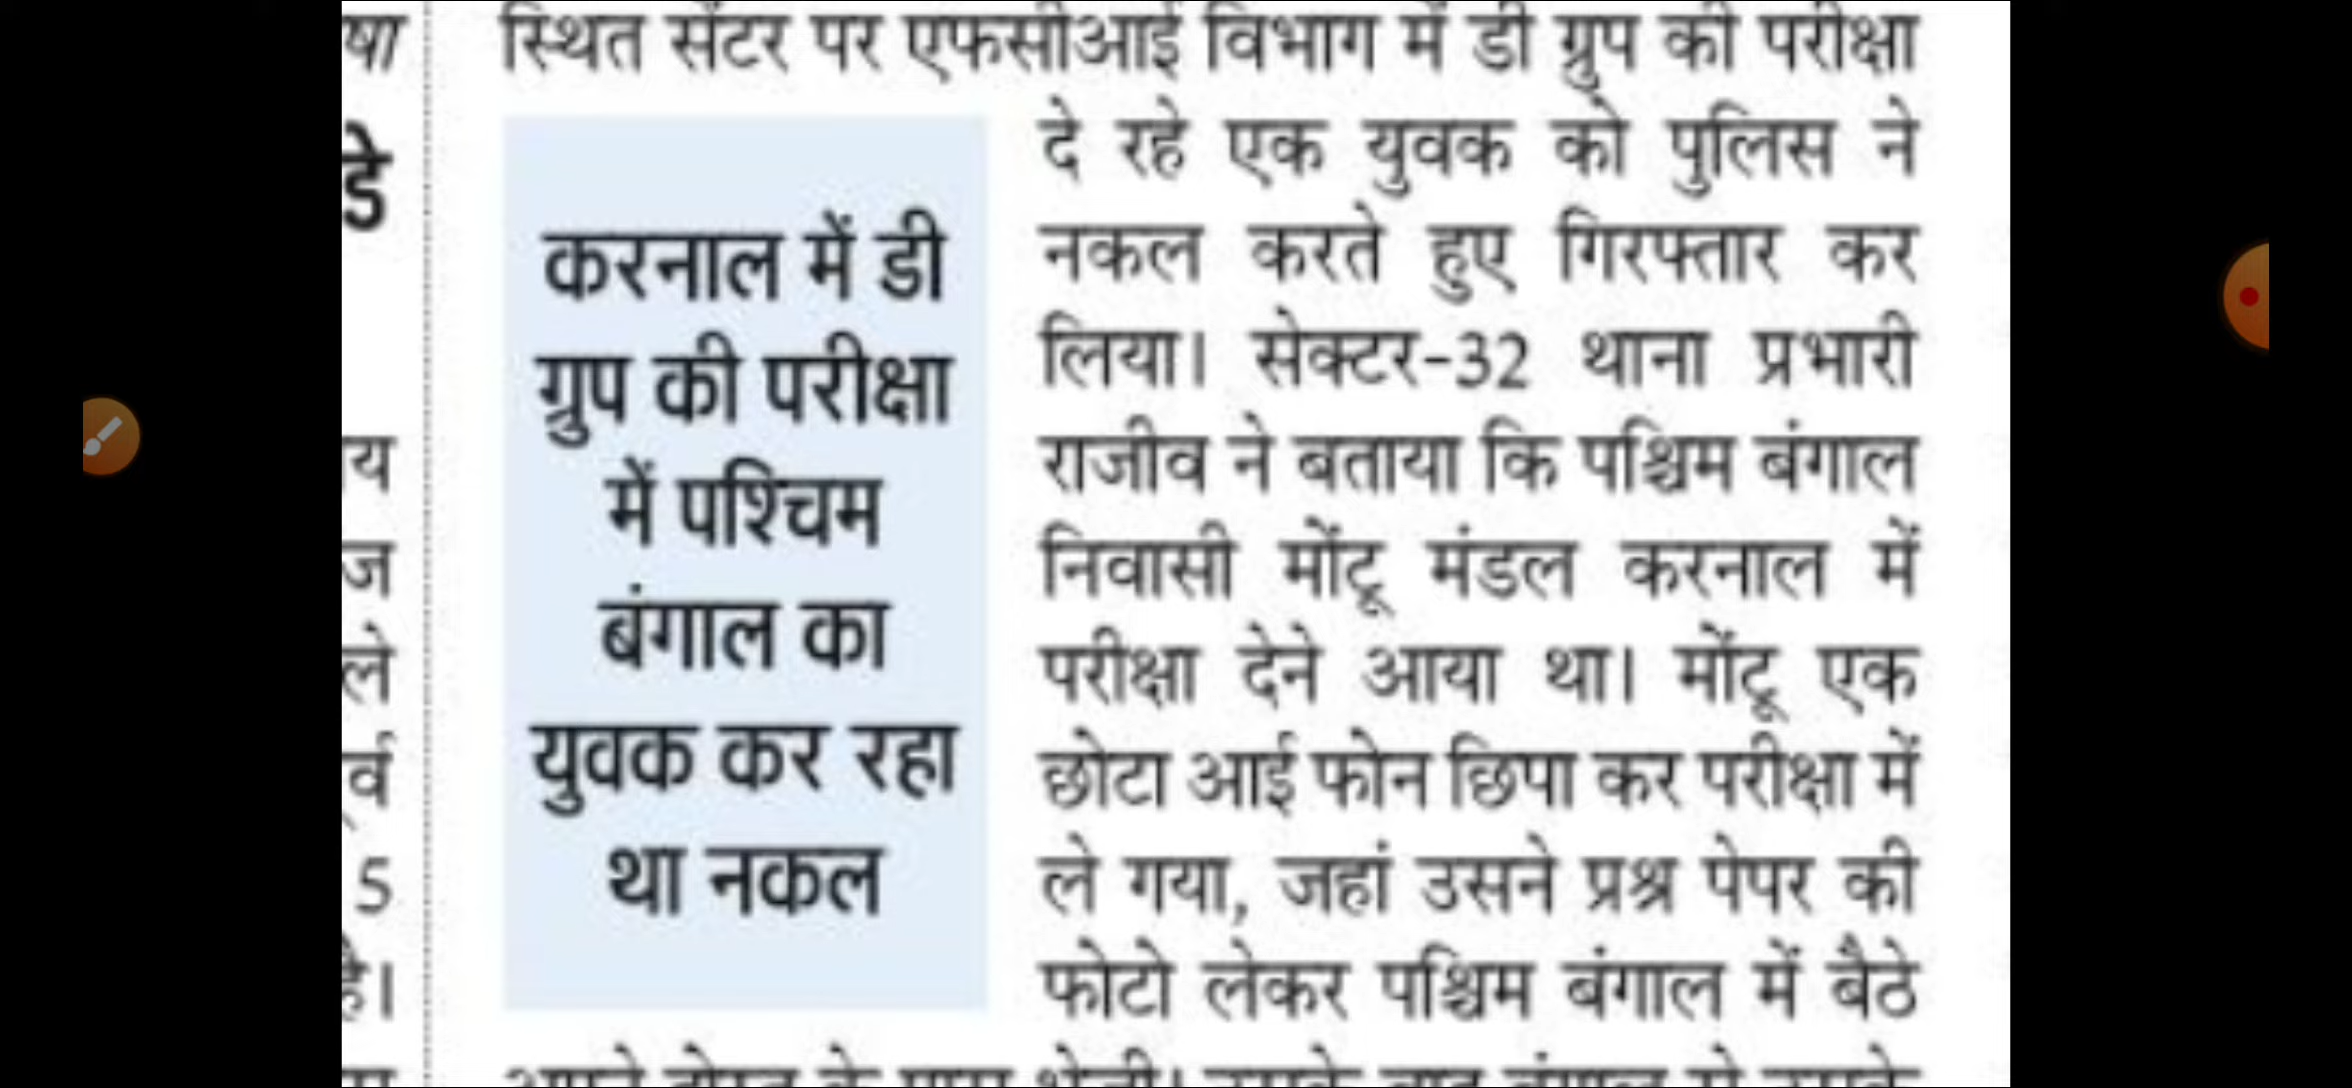 स्थित सेंटर पर एफसीआई विभाग में डी ग्रुप की परीक्षा
करनाल में डी
ग्रुप की परीक्षा
में पश्चिम
बंगाल का
युवक कर रहा
था नकल
दे रहे एक युवक को पुलिस ने
नकल करते हुए गिरफ्तार कर
लिया। सेक्टर-32 थाना प्रभारी
राजीव ने बताया कि पश्चिम बंगाल
निवासी मोंटू मंडल करनाल में
परीक्षा देने आया था। मोंटू एक
छोटा आई फोन छिपा कर परीक्षा में
ले गया, जहां उसने प्रश्न पेपर की
फोटो लेकर पश्चिम बंगाल में बैठे